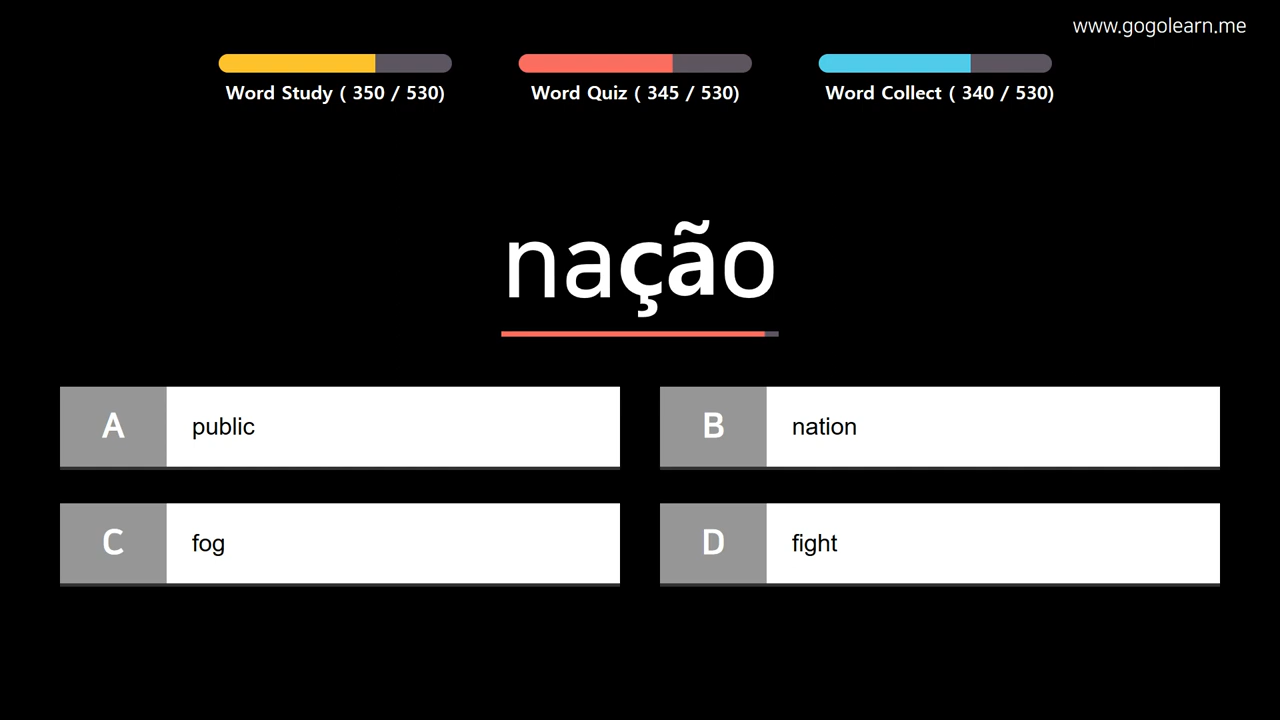 www.gogolearn.me
Word Study ( 350 / 530)
Word Quiz ( 345 / 530)
Word Collect ( 340 / 530)
nação
A public
B nation
C fog
D fight